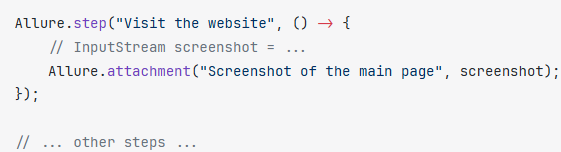 Allure.step("Visit the website", () -> {
    // InputStream screenshot = ...
    Allure.attachment("Screenshot of the main page", screenshot);
});

// ... other steps ...